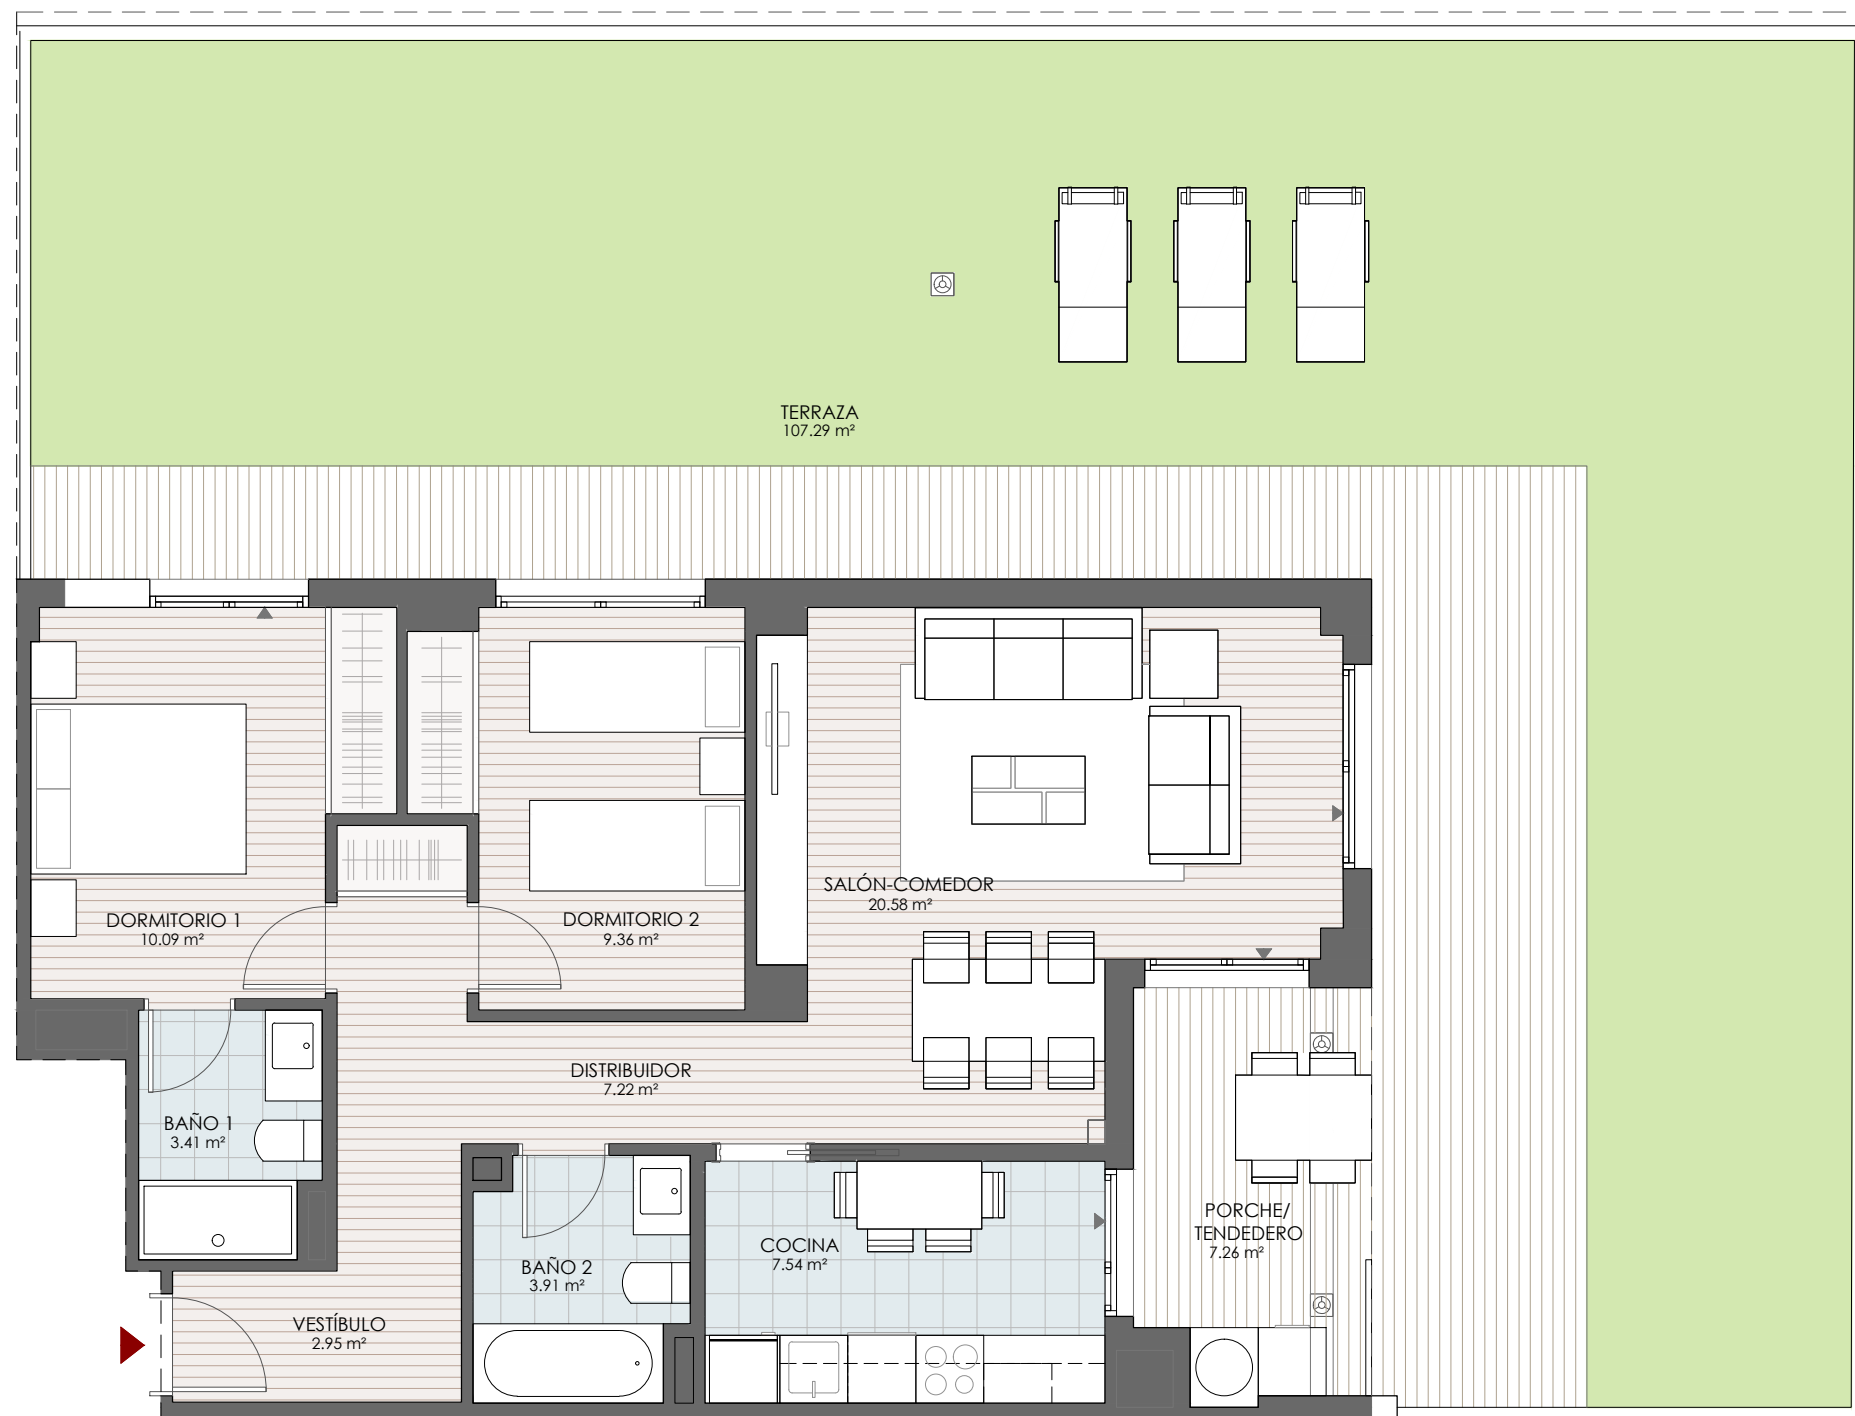 TERRAZA
107.29 m²
DORMITORIO 1
10.09 m²
DORMITORIO 2
9.36 m²
SALÓN-COMEDOR
20.58 m²
DISTRIBUIDOR
7.22 m²
BAÑO 1
3.41 m²
BAÑO 2
3.91 m²
COCINA
7.54 m²
PORCHE/
TENDEDERO
7.26 m²
VESTÍBULO
2.95 m²